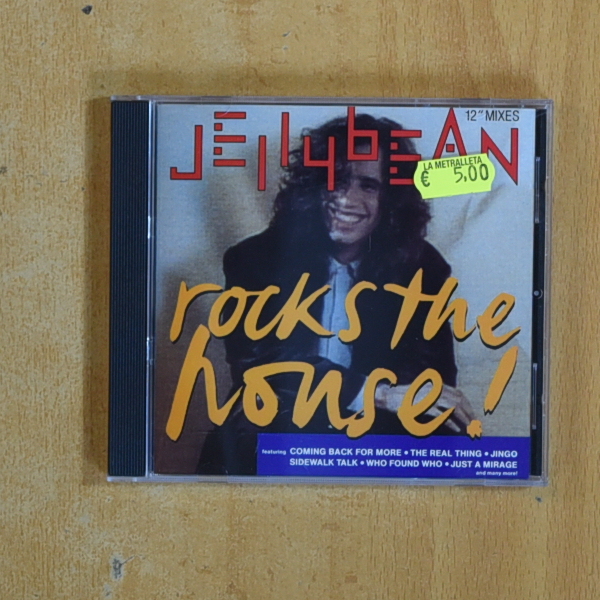 12" MIXES
JEllybEAN
LA METRALLETA
€ 5,00
rocks the
house!
featuring COMING BACK FOR MORE • THE REAL THING • JINGO
SIDEWALK TALK • WHO FOUND WHO • JUST A MIRAGE
and many more!